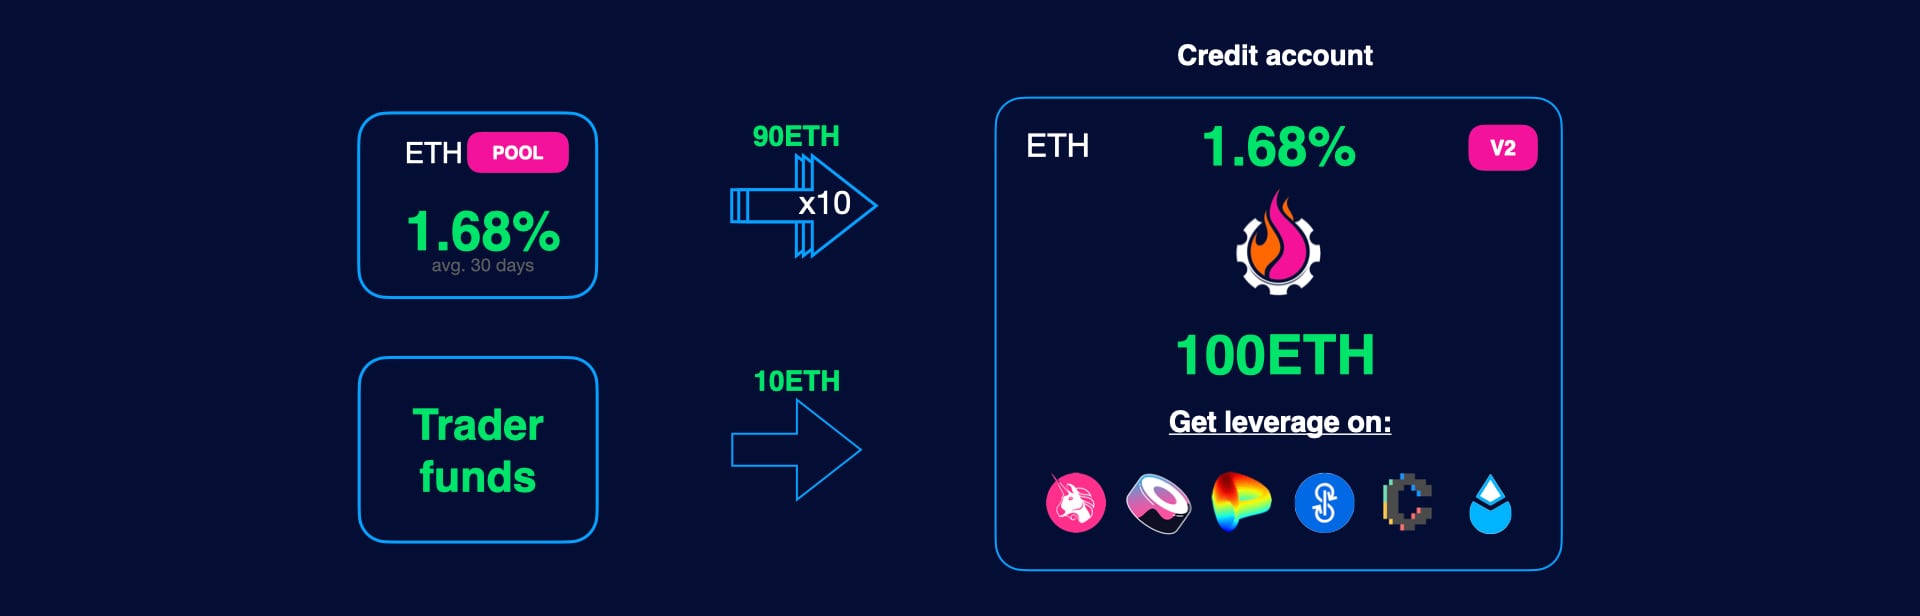 ETH POOL
1.68%
avg. 30 days
90ETH
x10
Trader
funds
10ETH
Credit account
ETH 1.68% V2
100ETH
Get leverage on: